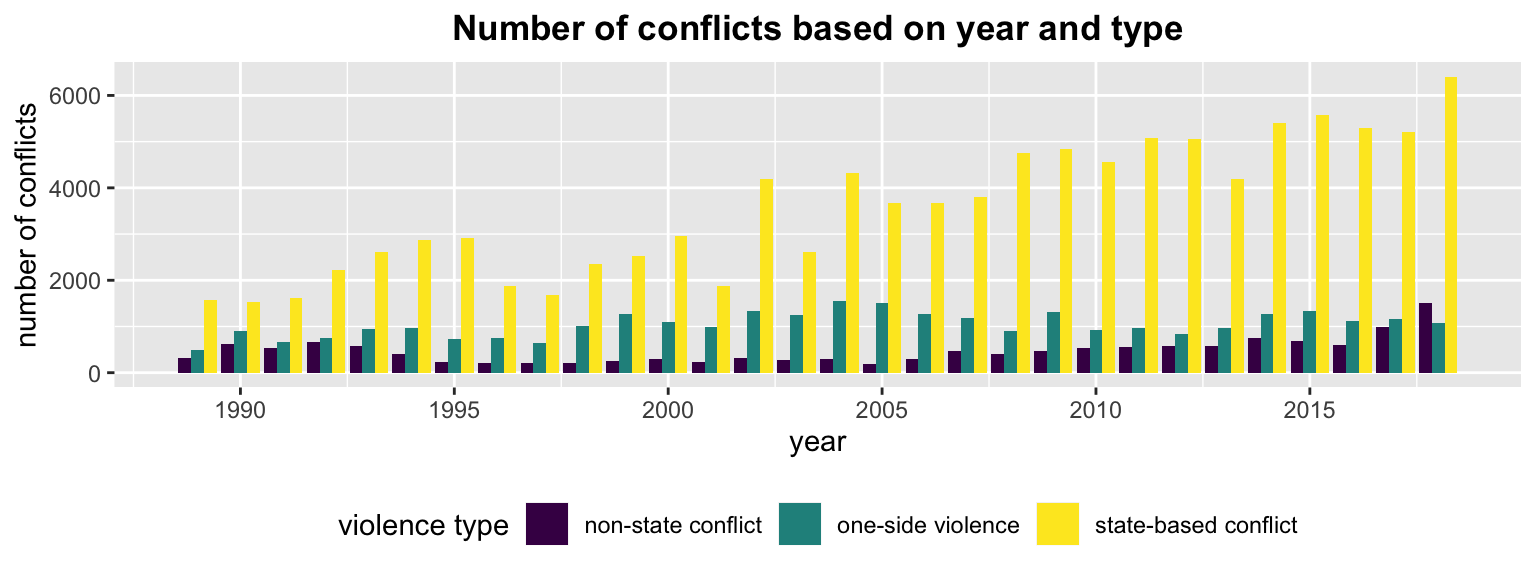 Number of conflicts based on year and type
number of conflicts
6000
4000
2000
0
1990 1995 2000 2005 2010 2015
year
violence type non-state conflict one-side violence state-based conflict